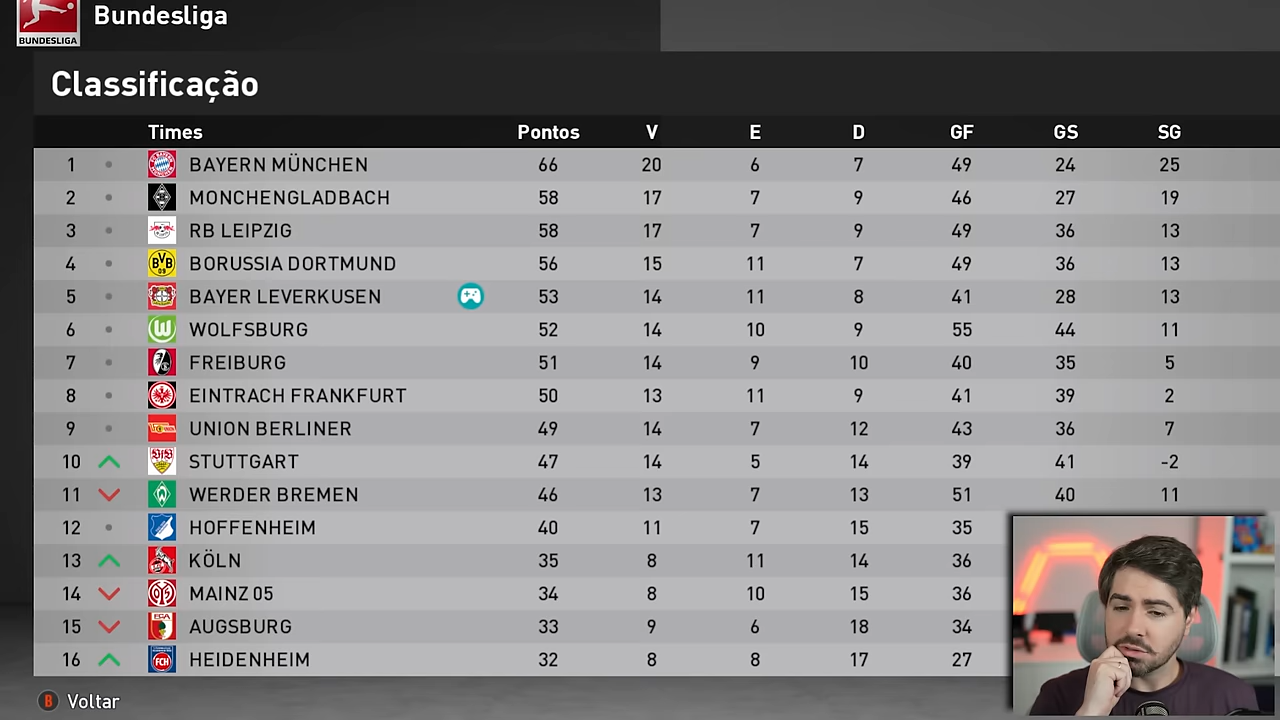 Bundesliga
BUNDESLIGA
Classificação
Times Pontos V E D GF GS SG
1 BAYERN MÜNCHEN 66 20 6 7 49 24 25
2 MONCHENGLADBACH 58 17 7 9 46 27 19
3 RB LEIPZIG 58 17 7 9 49 36 13
4 BVB 09 BORUSSIA DORTMUND 56 15 11 7 49 36 13
5 BAYER LEVERKUSEN 53 14 11 8 41 28 13
6 W WOLFSBURG 52 14 10 9 55 44 11
7 FREIBURG 51 14 9 10 40 35 5
8 EINTRACH FRANKFURT 50 13 11 9 41 39 2
9 UNION BERLINER 49 14 7 12 43 36 7
10 STUTTGART 47 14 5 14 39 41 -2
11 WERDER BREMEN 46 13 7 13 51 40 11
12 HOFFENHEIM 40 11 7 15 35
13 KÖLN 35 8 11 14 36
14 MAINZ 05 34 8 10 15 36
15 FCA AUGSBURG 33 9 6 18 34
16 FCH HEIDENHEIM 32 8 8 17 27
B Voltar